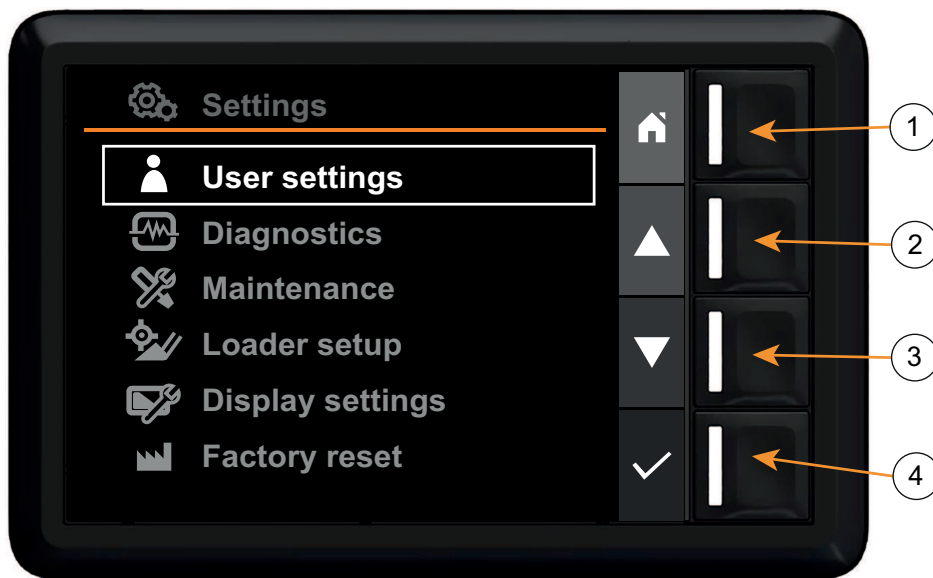 Settings
User settings
Diagnostics
Maintenance
Loader setup
Display settings
Factory reset
1
2
3
4